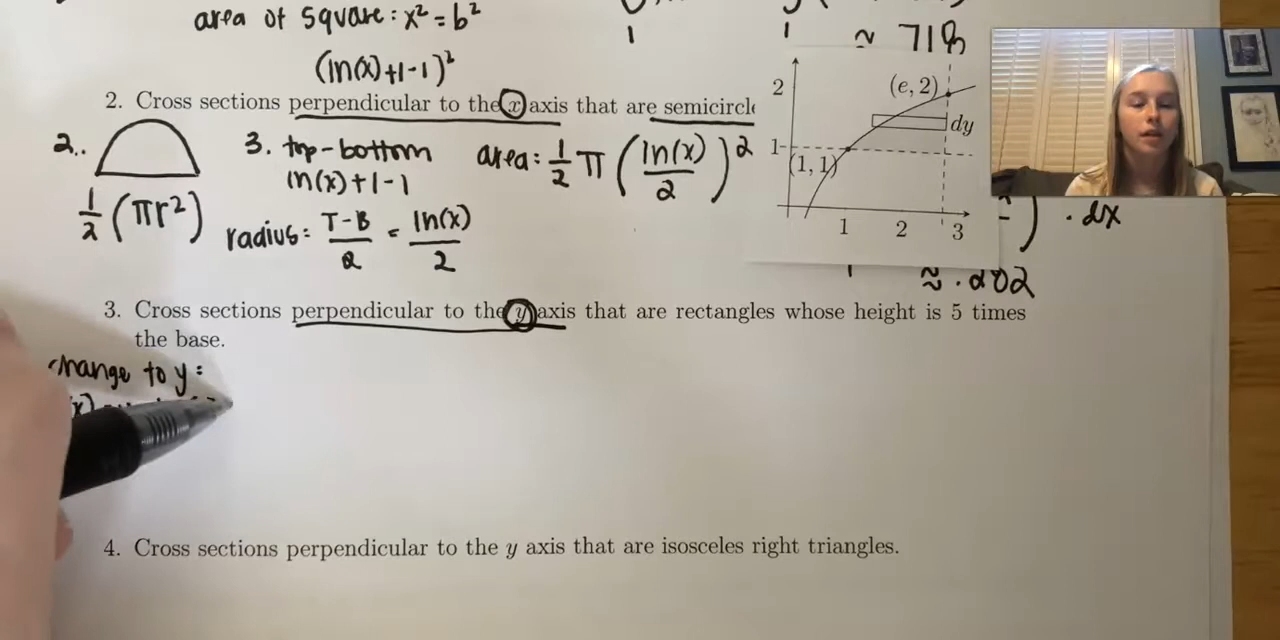 area of square: x² = b²
(ln(x)+1-1)²
≈ .718
2. Cross sections perpendicular to the x axis that are semicircl
2.
½(πr²)
3. top-bottom
ln(x)+1-1
radius: T-B/2 = ln(x)/2
area: ½ π (ln(x)/2)²
2
1
(e, 2)
dy
(1, 1)
1 2 3
) · dx
1
≈ .202
3. Cross sections perpendicular to the y axis that are rectangles whose height is 5 times
the base.
change to y:
4. Cross sections perpendicular to the y axis that are isosceles right triangles.